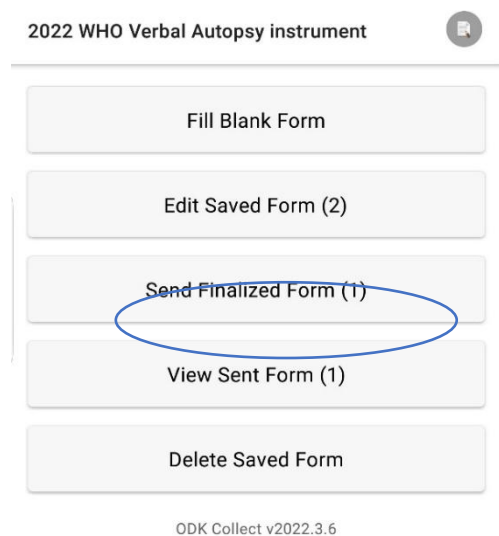 2022 WHO Verbal Autopsy instrument
Fill Blank Form
Edit Saved Form (2)
Send Finalized Form (1)
View Sent Form (1)
Delete Saved Form
ODK Collect v2022.3.6